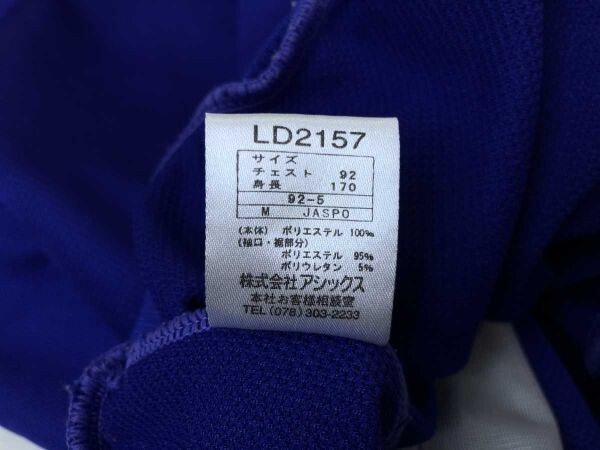 LD2157
サイズ
チェスト 92
身長 170
92-5
M JASPO
(本体) ポリエステル 100%
(袖口・裾部分)
ポリエステル 95%
ポリウレタン 5%
株式会社アシックス
本社お客様相談室
TEL (078) 303-2233